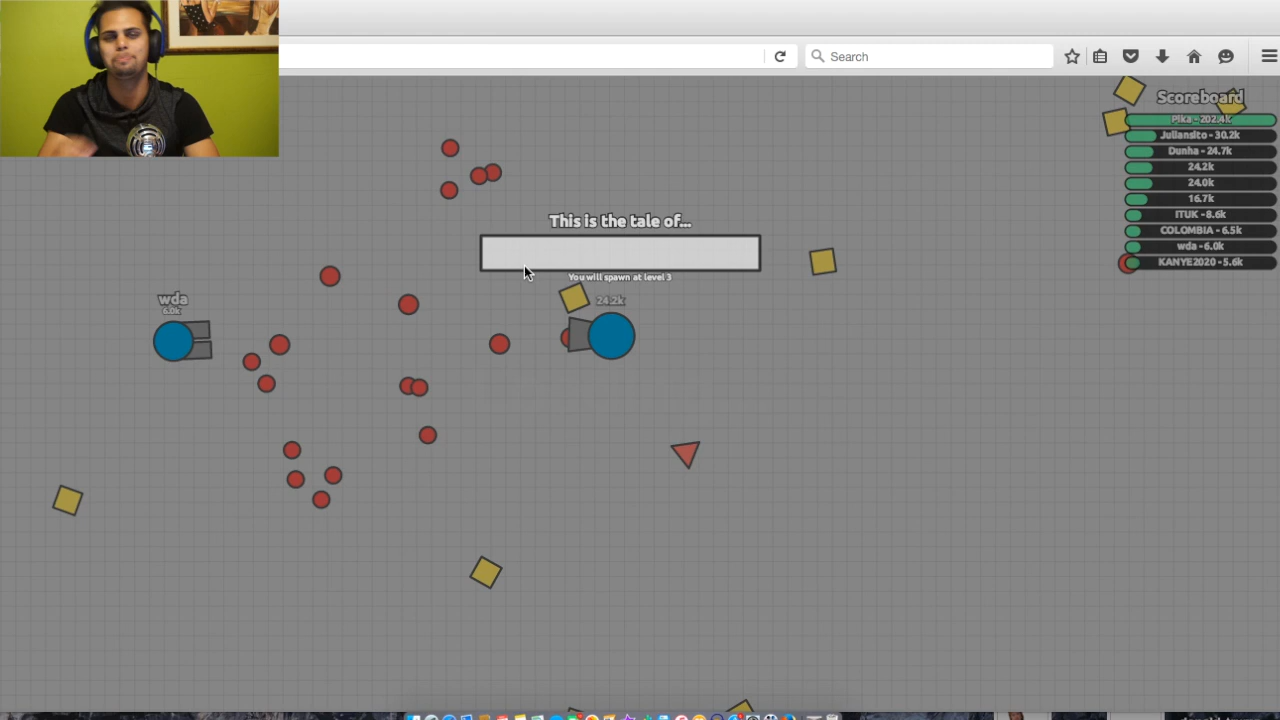 Search
Scoreboard
Pika - 202.4k
Juliansito - 30.2k
Dunha - 24.7k
24.2k
24.0k
16.7k
ITUK - 8.6k
COLOMBIA - 6.5k
wda - 6.0k
KANYE2020 - 5.6k
This is the tale of...
You will spawn at level 3
24.2k
wda
6.0k